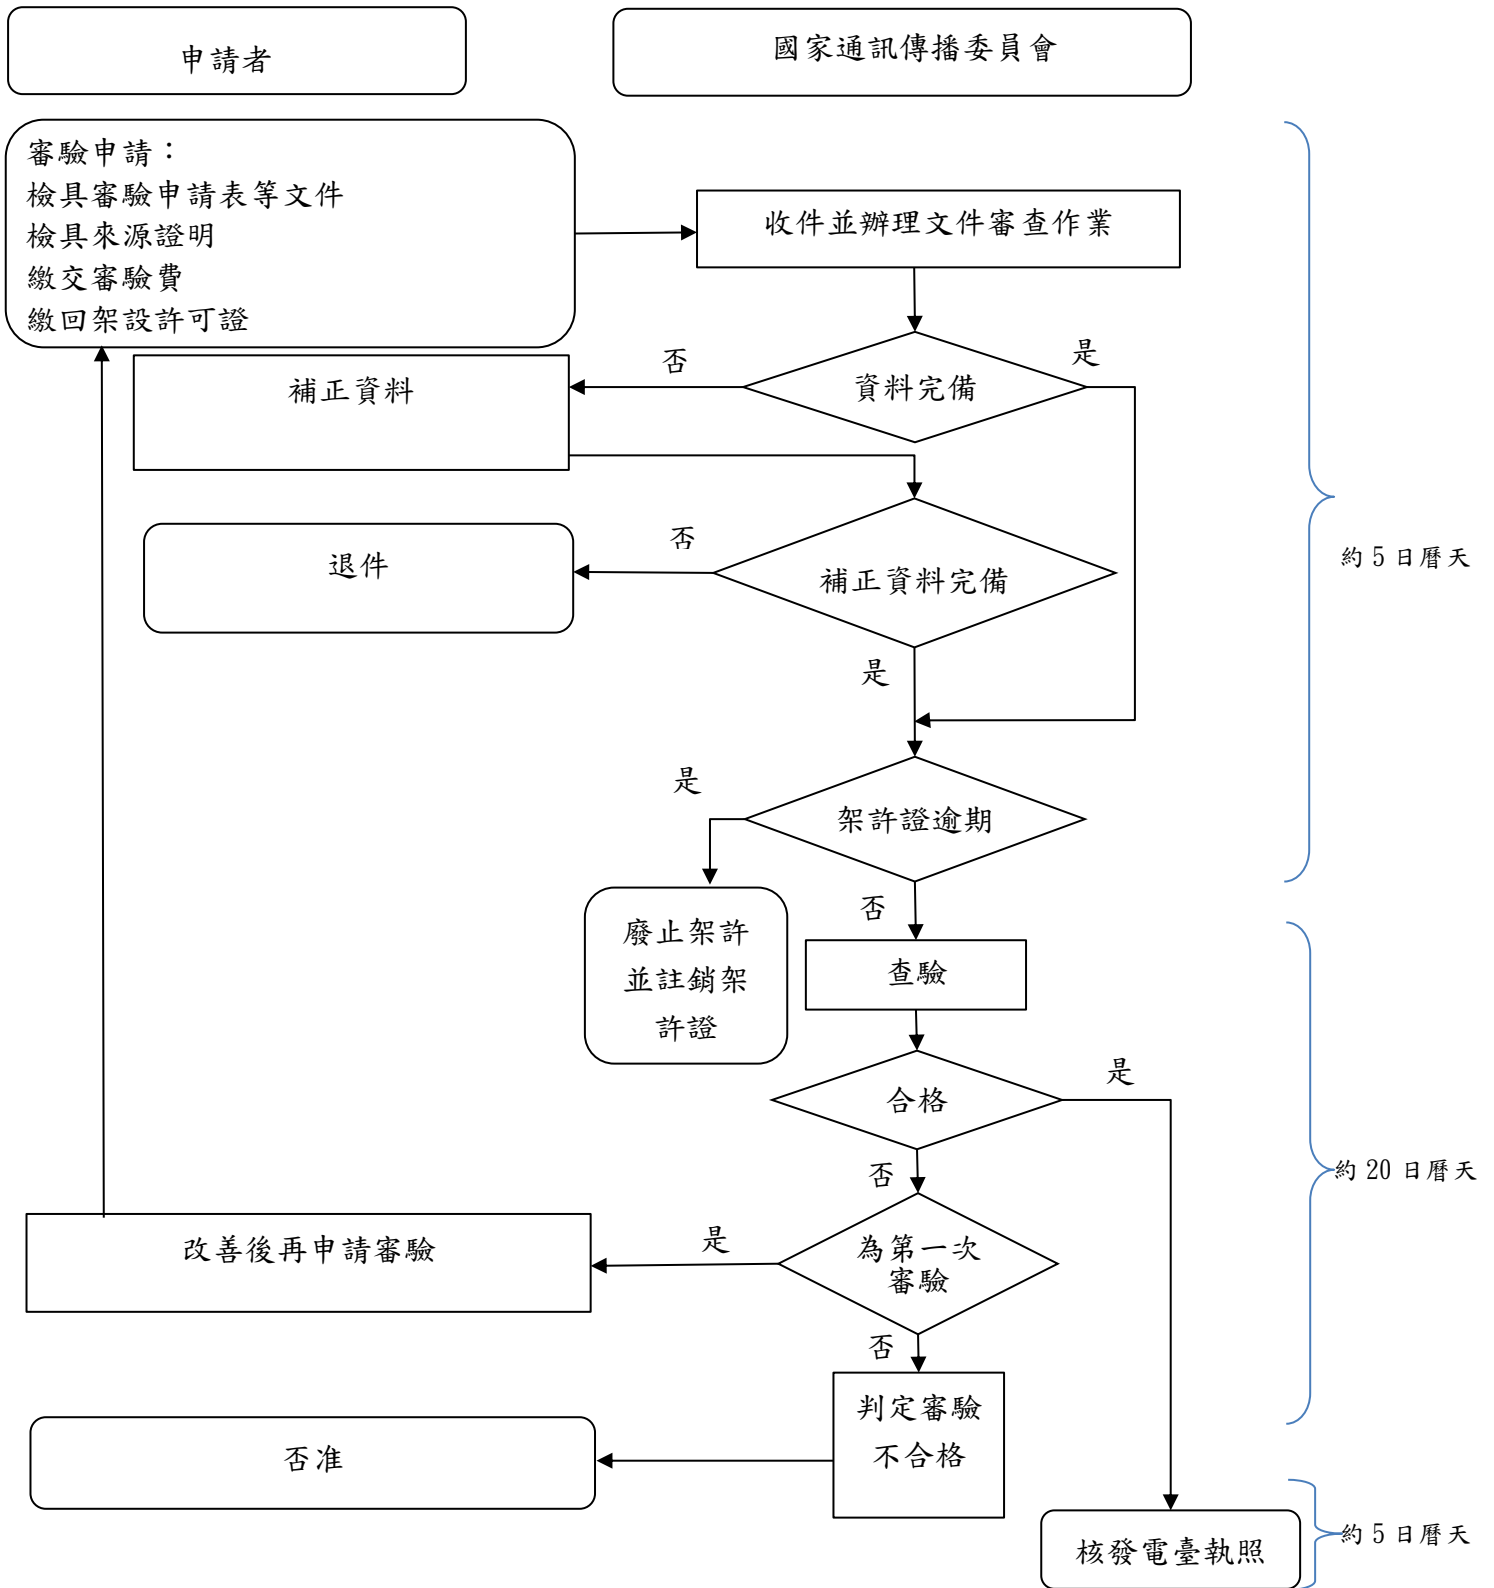 申請者
國家通訊傳播委員會
審驗申請：
檢具審驗申請表等文件
檢具來源證明
繳交審驗費
繳回架設許可證
收件並辦理文件審查作業
否
是
補正資料
資料完備
否
退件
補正資料完備
約 5 日曆天
是
是
架許證逾期
否
廢止架許
並註銷架
許證
查驗
是
合格
約 20 日曆天
否
改善後再申請審驗
是
為第一次
審驗
否
判定審驗
不合格
否准
核發電臺執照
約 5 日曆天